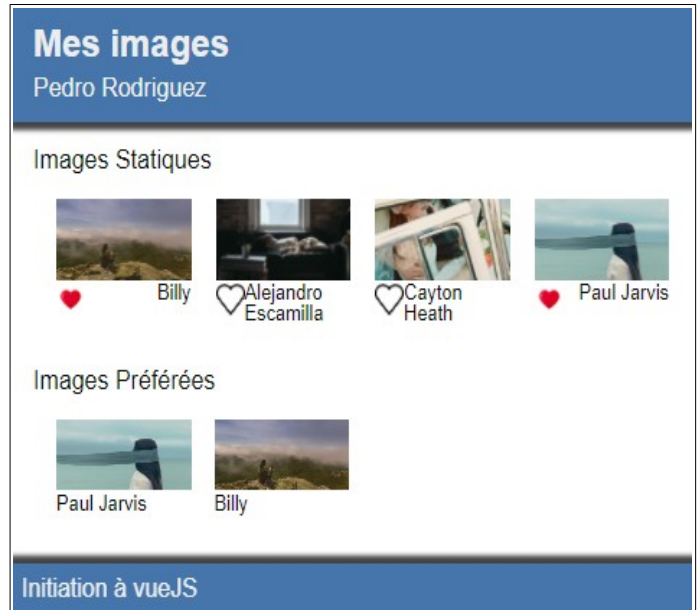 Mes images
Pedro Rodriguez
Images Statiques
Billy
Alejandro
Escamilla
Cayton
Heath
Paul Jarvis
Images Préférées
Paul Jarvis
Billy
Initiation à vueJS